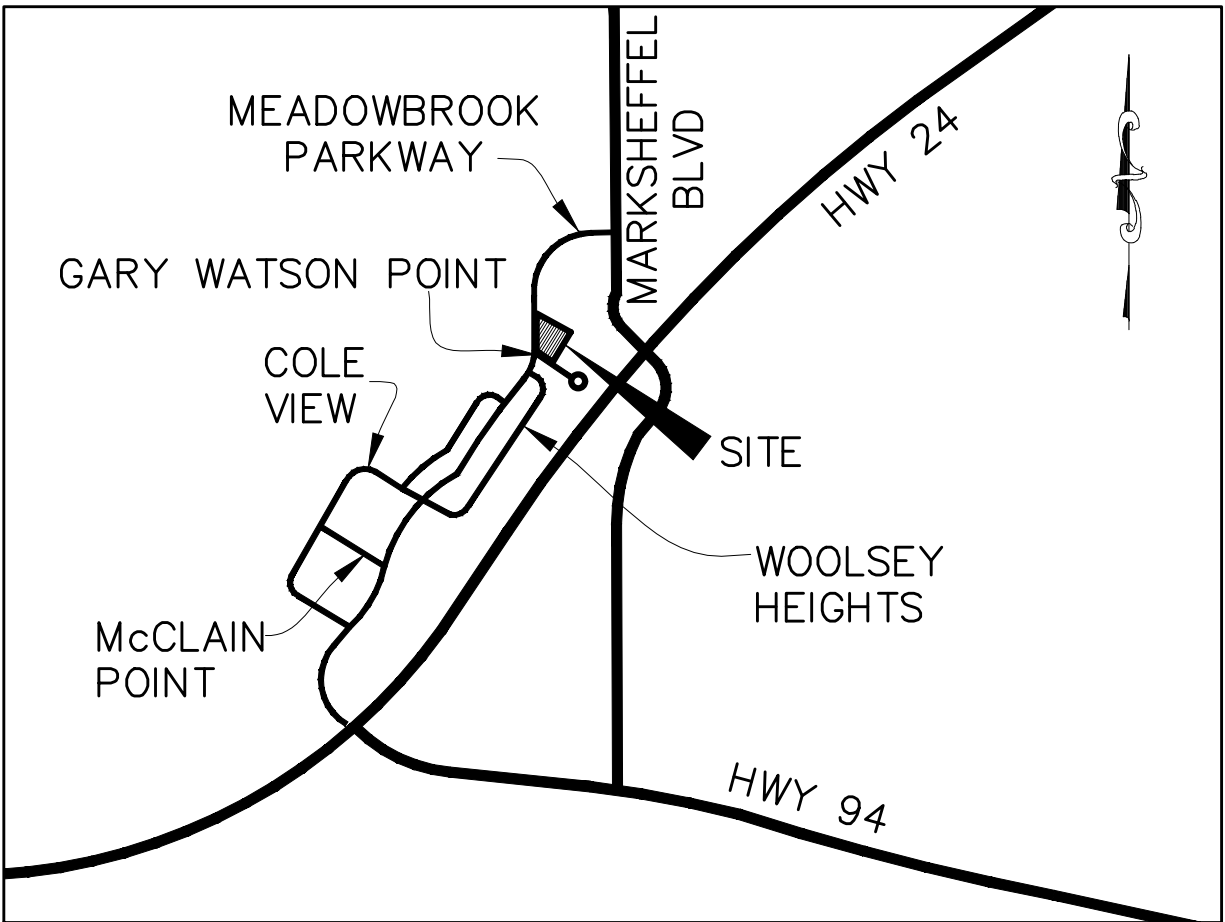 MEADOWBROOK
PARKWAY
MARKSHEFFEL
BLVD
HWY 24
GARY WATSON POINT
COLE
VIEW
SITE
WOOLSEY
HEIGHTS
McCLAIN
POINT
HWY 94